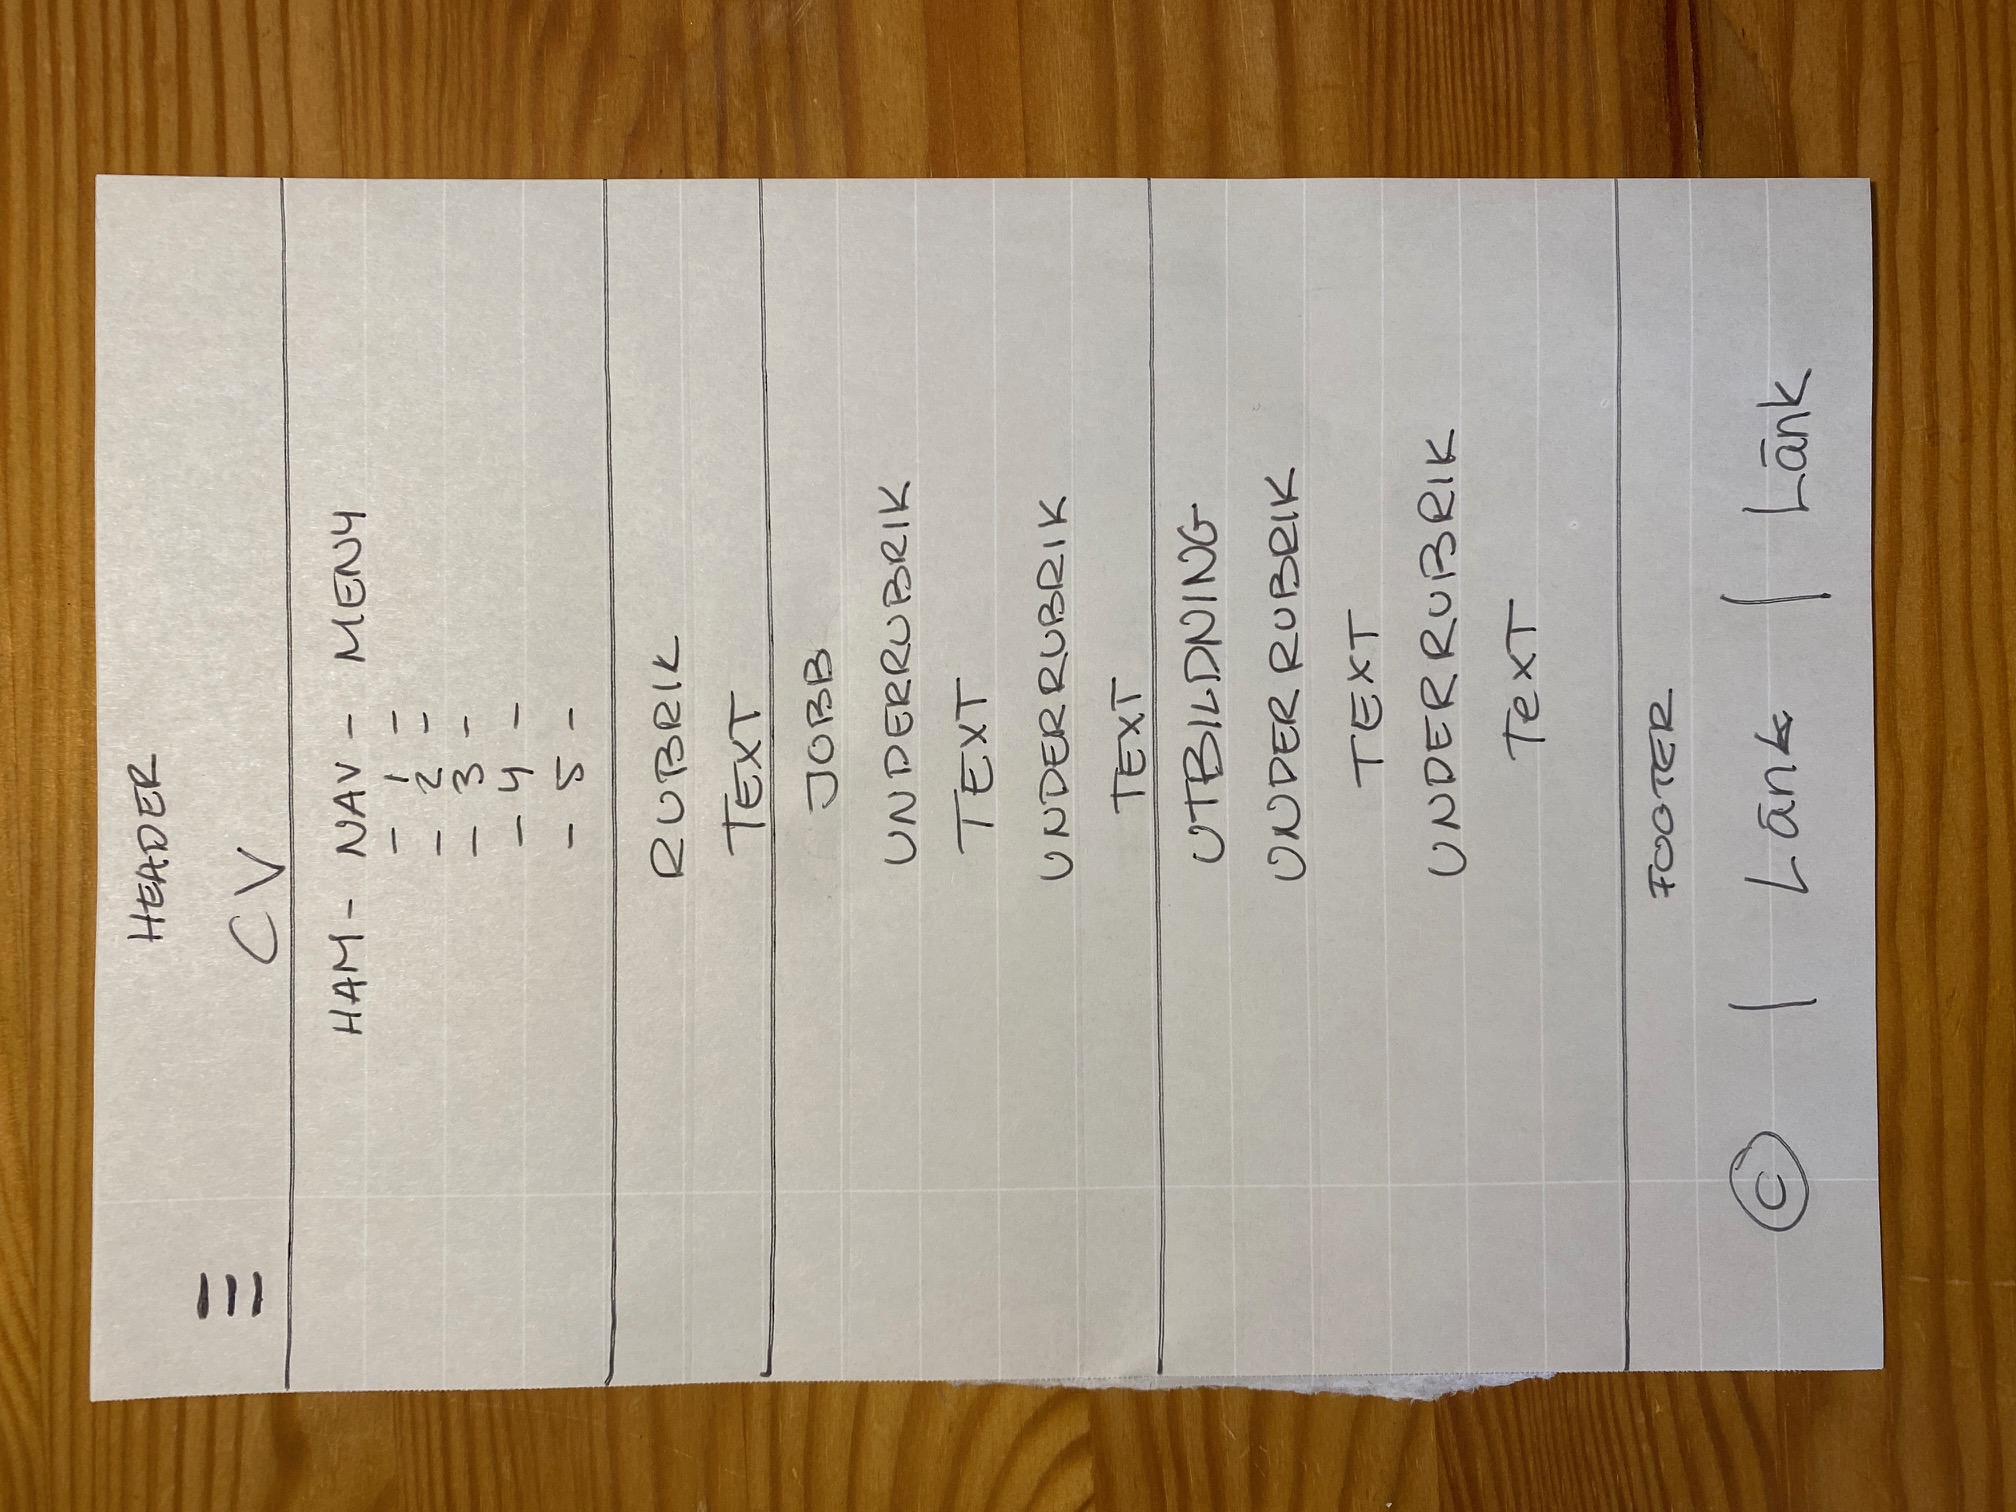 HEADER
CV
HAM- NAV- MENY
- 1 -
- 2 -
- 3 -
- 4 -
- 5 -
RUBRIK
TEXT
JOBB
UNDERRUBRIK
TEXT
UNDERRUBRIK
TEXT
UTBILDNING
UNDERRUBRIK
TEXT
UNDERRUBRIK
TeXT
FOOTER
© | Länk | Länk